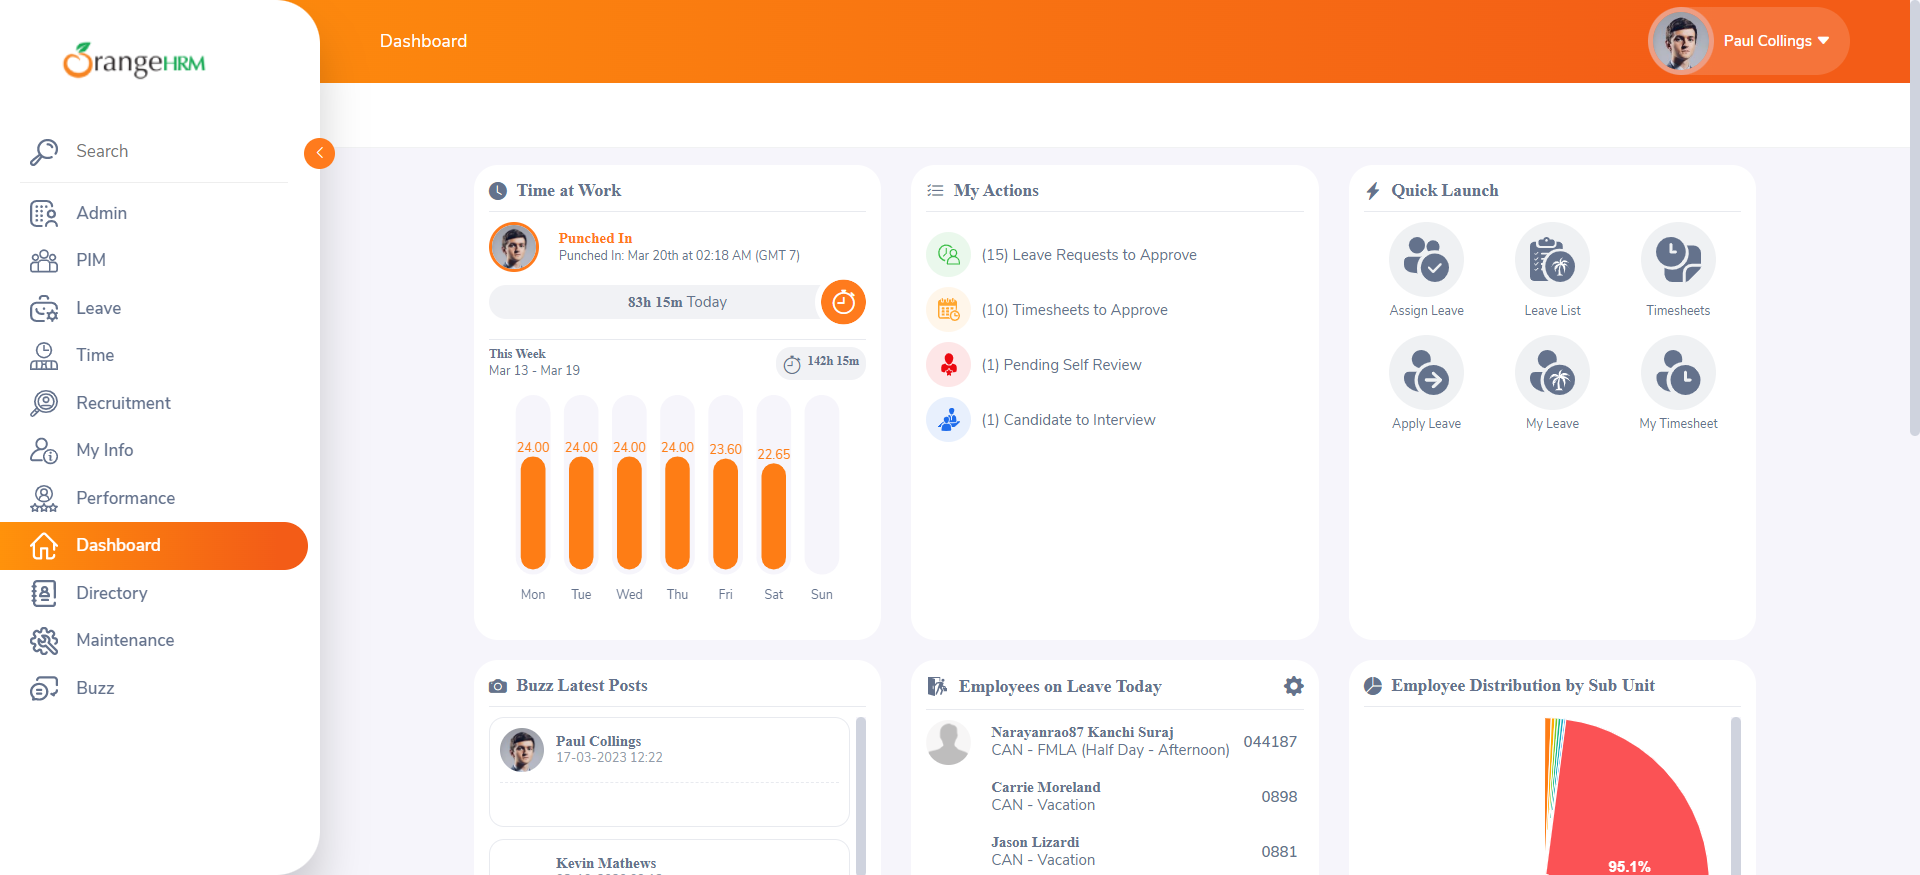 OrangeHRM
Dashboard
Paul Collings
Search
Admin
PIM
Leave
Time
Recruitment
My Info
Performance
Dashboard
Directory
Maintenance
Buzz
Time at Work
Punched In
Punched In: Mar 20th at 02:18 AM (GMT 7)
83h 15m Today
This Week
Mar 13 - Mar 19
142h 15m
24.00 24.00 24.00 24.00 23.60 22.65
Mon Tue Wed Thu Fri Sat Sun
My Actions
(15) Leave Requests to Approve
(10) Timesheets to Approve
(1) Pending Self Review
(1) Candidate to Interview
Quick Launch
Assign Leave Leave List Timesheets
Apply Leave My Leave My Timesheet
Buzz Latest Posts
Paul Collings
17-03-2023 12:22
Kevin Mathews
Employees on Leave Today
Narayanrao87 Kanchi Suraj
CAN - FMLA (Half Day - Afternoon) 044187
Carrie Moreland
CAN - Vacation 0898
Jason Lizardi
CAN - Vacation 0881
Employee Distribution by Sub Unit
95.1%